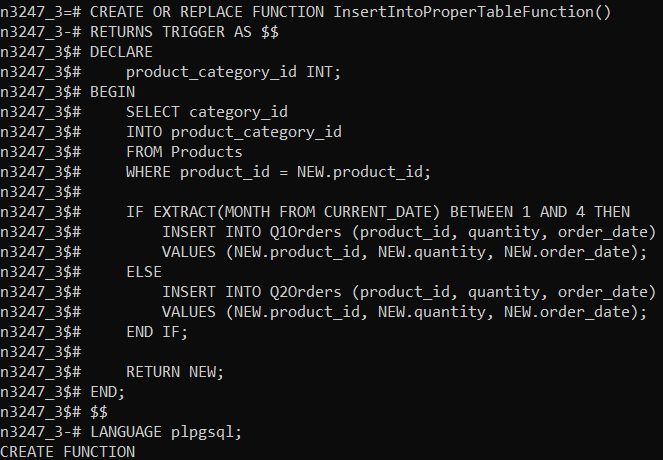 n3247_3=# CREATE OR REPLACE FUNCTION InsertIntoProperTableFunction()
n3247_3-# RETURNS TRIGGER AS $$
n3247_3$# DECLARE
n3247_3$#     product_category_id INT;
n3247_3$# BEGIN
n3247_3$#     SELECT category_id
n3247_3$#     INTO product_category_id
n3247_3$#     FROM Products
n3247_3$#     WHERE product_id = NEW.product_id;
n3247_3$#
n3247_3$#     IF EXTRACT(MONTH FROM CURRENT_DATE) BETWEEN 1 AND 4 THEN
n3247_3$#         INSERT INTO Q1Orders (product_id, quantity, order_date)
n3247_3$#         VALUES (NEW.product_id, NEW.quantity, NEW.order_date);
n3247_3$#     ELSE
n3247_3$#         INSERT INTO Q2Orders (product_id, quantity, order_date)
n3247_3$#         VALUES (NEW.product_id, NEW.quantity, NEW.order_date);
n3247_3$#     END IF;
n3247_3$#
n3247_3$#     RETURN NEW;
n3247_3$# END;
n3247_3$# $$
n3247_3-# LANGUAGE plpgsql;
CREATE FUNCTION